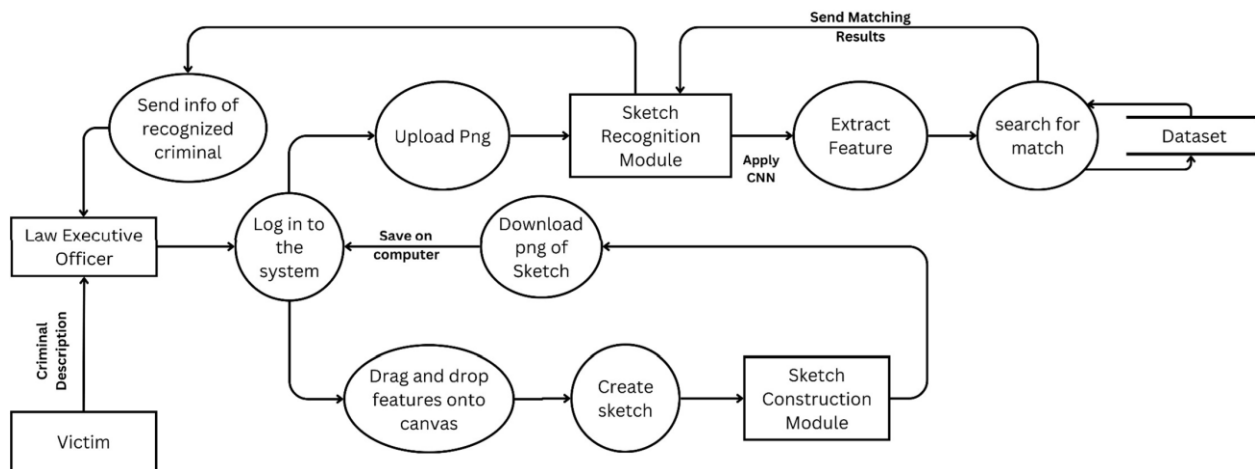 Send Matching
Results
Send info of
recognized
criminal
Upload Png
Sketch
Recognition
Module
Apply
CNN
Extract
Feature
search for
match
Dataset
Law Executive
Officer
Log in to
the
system
Save on
computer
Download
png of
Sketch
Criminal
Description
Drag and drop
features onto
canvas
Create
sketch
Sketch
Construction
Module
Victim